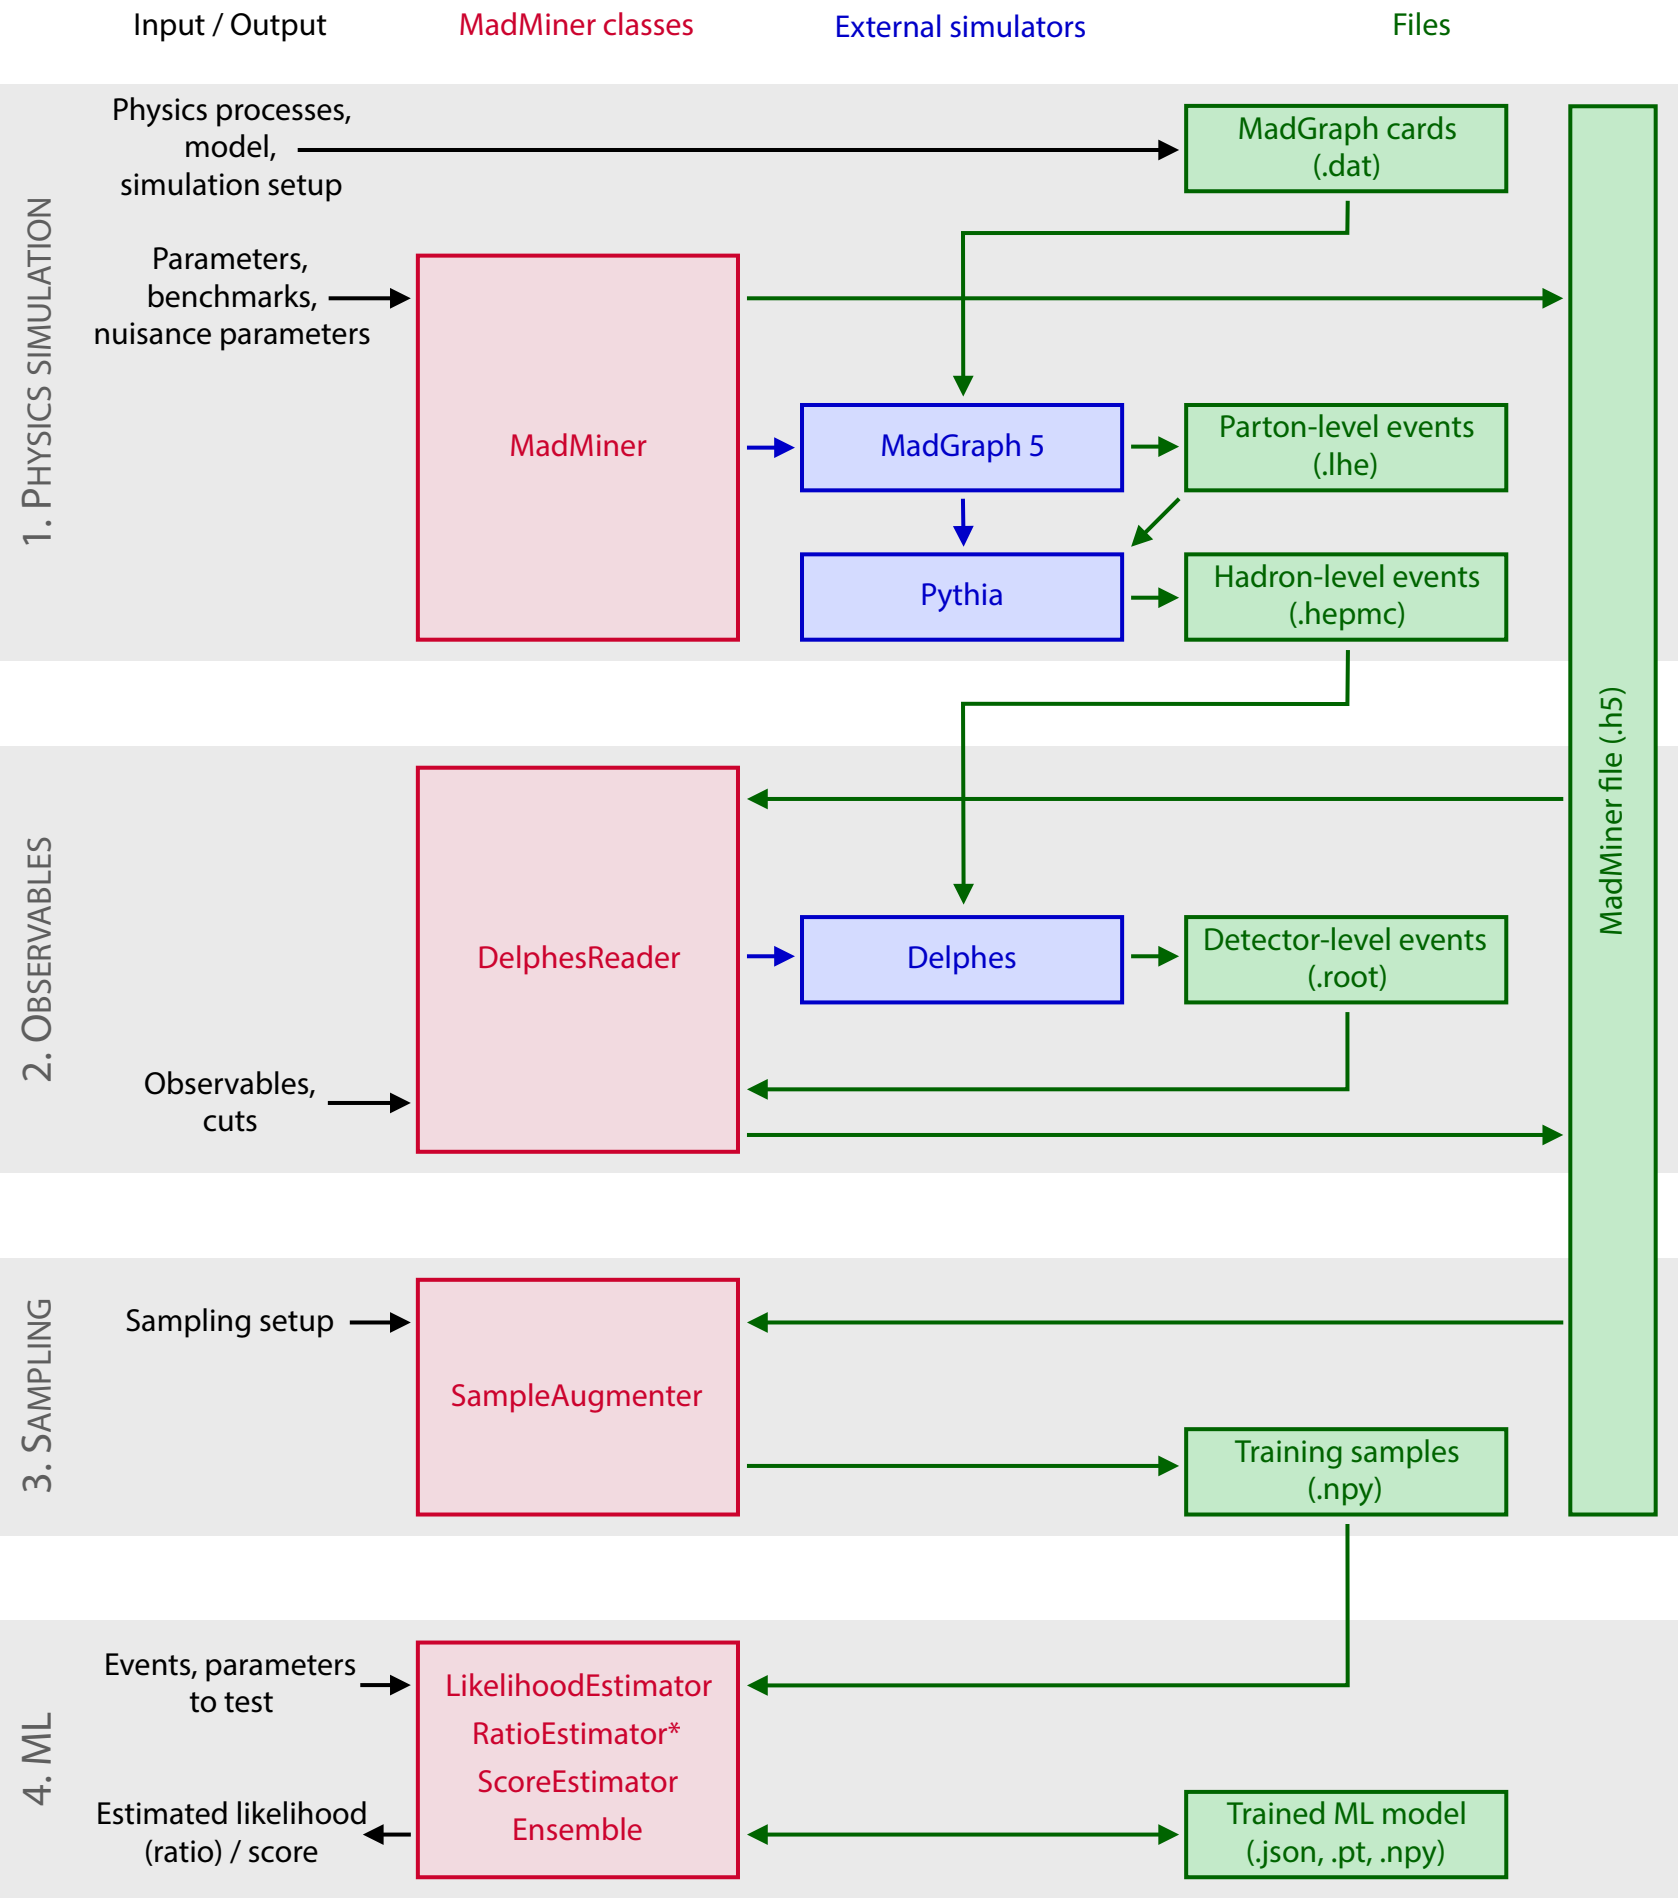 Input / Output
MadMiner classes
External simulators
Files
1. PHYSICS SIMULATION
Physics processes,
model,
simulation setup
MadGraph cards
(.dat)
Parameters,
benchmarks,
nuisance parameters
MadMiner
MadGraph 5
Parton-level events
(.lhe)
Pythia
Hadron-level events
(.hepmc)
MadMiner file (.h5)
2. OBSERVABLES
DelphesReader
Delphes
Detector-level events
(.root)
Observables,
cuts
3. SAMPLING
Sampling setup
SampleAugmenter
Training samples
(.npy)
4. ML
Events, parameters
to test
LikelihoodEstimator
RatioEstimator*
ScoreEstimator
Ensemble
Estimated likelihood
(ratio) / score
Trained ML model
(.json, .pt, .npy)